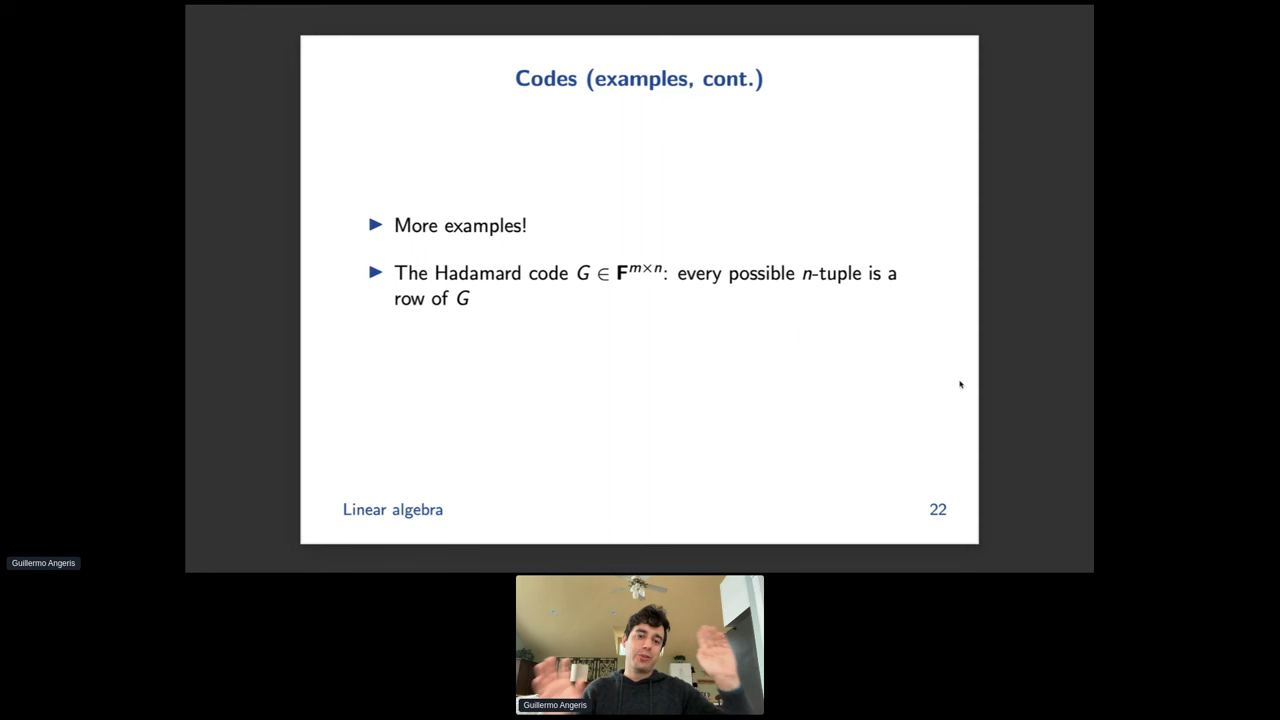 Codes (examples, cont.)
▶ More examples!
▶ The Hadamard code G ∈ F^{m×n}: every possible n-tuple is a
row of G
Linear algebra
22
Guillermo Angeris
Guillermo Angeris